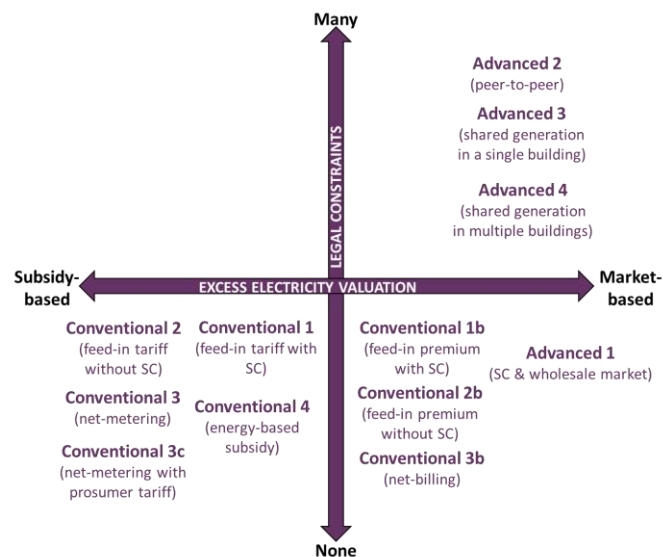 Many
Advanced 2
(peer-to-peer)
Advanced 3
(shared generation
in a single building)
Advanced 4
(shared generation
in multiple buildings)
LEGAL CONSTRAINTS
Subsidy-
based
EXCESS ELECTRICITY VALUATION
Market-
based
Conventional 2
(feed-in tariff
without SC)
Conventional 1
(feed-in tariff with
SC)
Conventional 1b
(feed-in premium
with SC)
Advanced 1
(SC & wholesale market)
Conventional 3
(net-metering)
Conventional 4
(energy-based
subsidy)
Conventional 2b
(feed-in premium
without SC)
Conventional 3c
(net-metering with
prosumer tariff)
Conventional 3b
(net-billing)
None